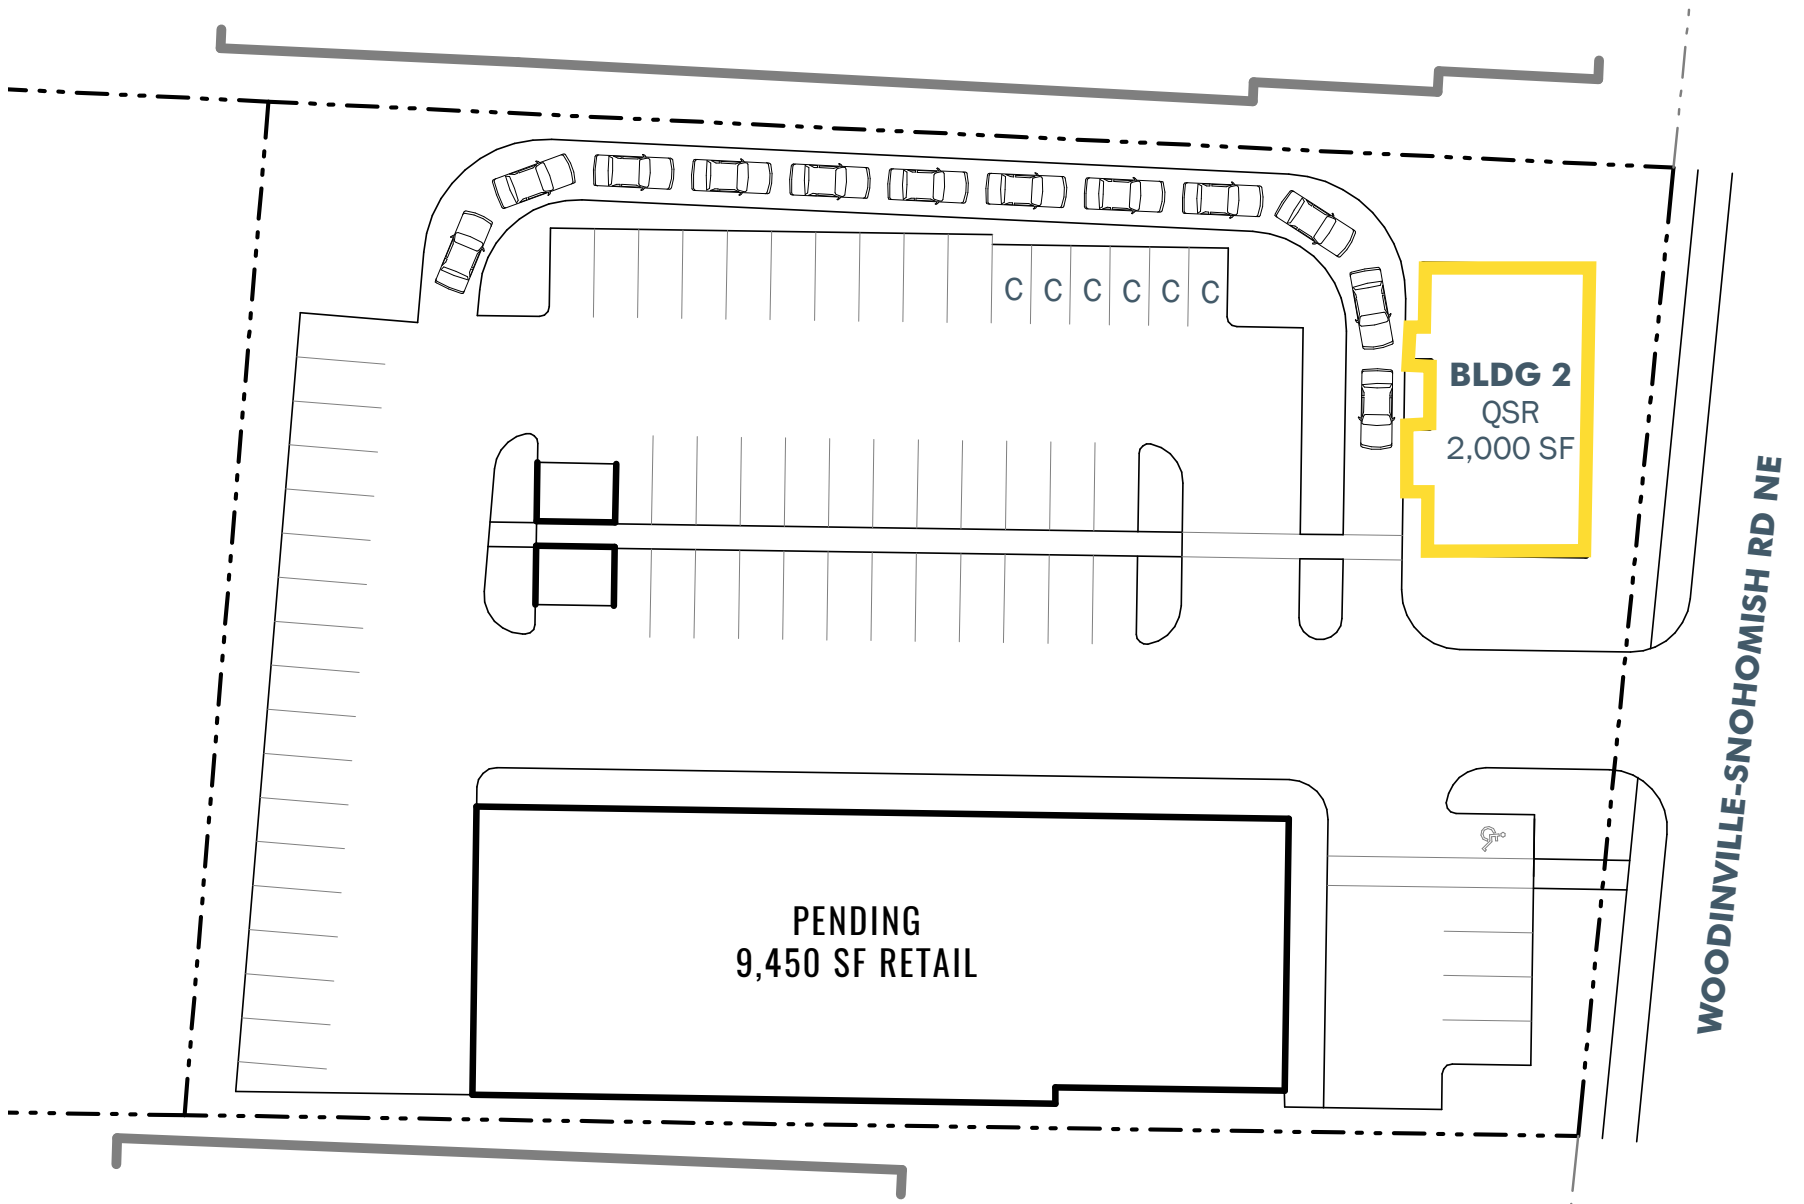 C C C C C C
BLDG 2
QSR
2,000 SF
WOODINVILLE-SNOHOMISH RD NE
PENDING
9,450 SF RETAIL